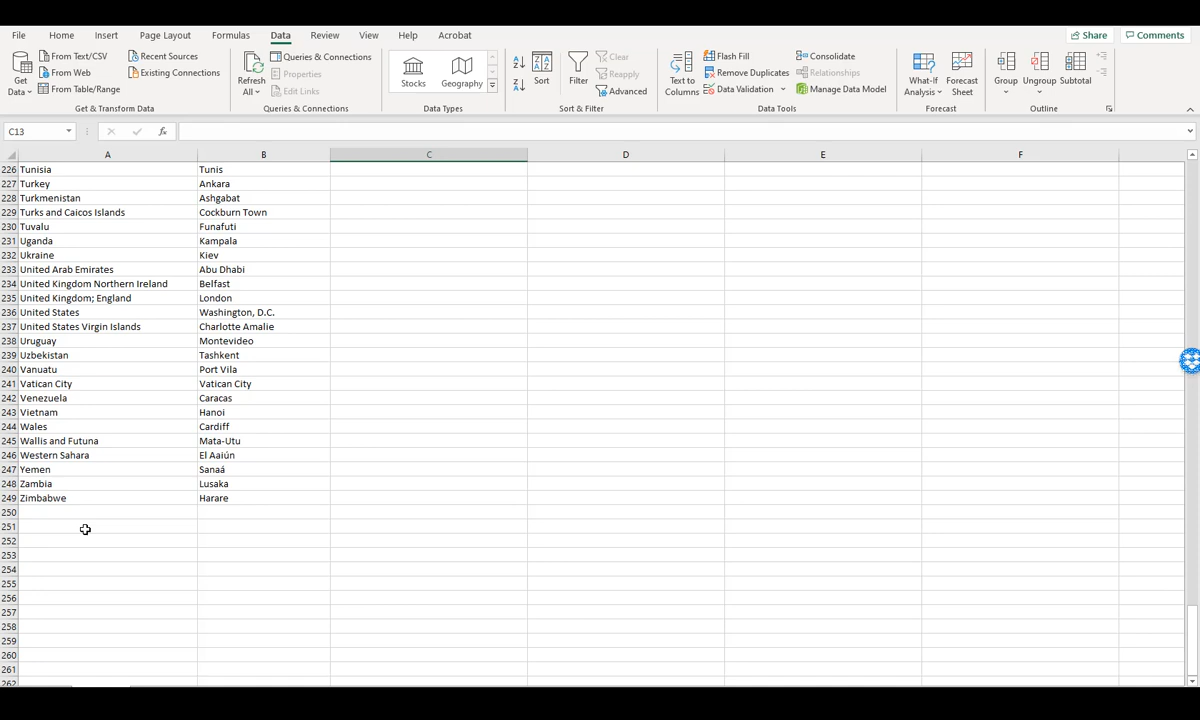 File Home Insert Page Layout Formulas Data Review View Help Acrobat Share Comments
Get Data From Text/CSV From Web From Table/Range Recent Sources Existing Connections
Get & Transform Data
Refresh All Queries & Connections Properties Edit Links
Queries & Connections
Stocks Geography
Data Types
Sort Filter Clear Reapply Advanced
Sort & Filter
Text to Columns Flash Fill Remove Duplicates Data Validation Consolidate Relationships Manage Data Model
Data Tools
What-If Analysis Forecast Sheet
Forecast
Group Ungroup Subtotal
Outline
C13 fx
A B C D E F
226 Tunisia Tunis
227 Turkey Ankara
228 Turkmenistan Ashgabat
229 Turks and Caicos Islands Cockburn Town
230 Tuvalu Funafuti
231 Uganda Kampala
232 Ukraine Kiev
233 United Arab Emirates Abu Dhabi
234 United Kingdom Northern Ireland Belfast
235 United Kingdom; England London
236 United States Washington, D.C.
237 United States Virgin Islands Charlotte Amalie
238 Uruguay Montevideo
239 Uzbekistan Tashkent
240 Vanuatu Port Vila
241 Vatican City Vatican City
242 Venezuela Caracas
243 Vietnam Hanoi
244 Wales Cardiff
245 Wallis and Futuna Mata-Utu
246 Western Sahara El Aaiún
247 Yemen Sanaá
248 Zambia Lusaka
249 Zimbabwe Harare
250
251
252
253
254
255
256
257
258
259
260
261
262